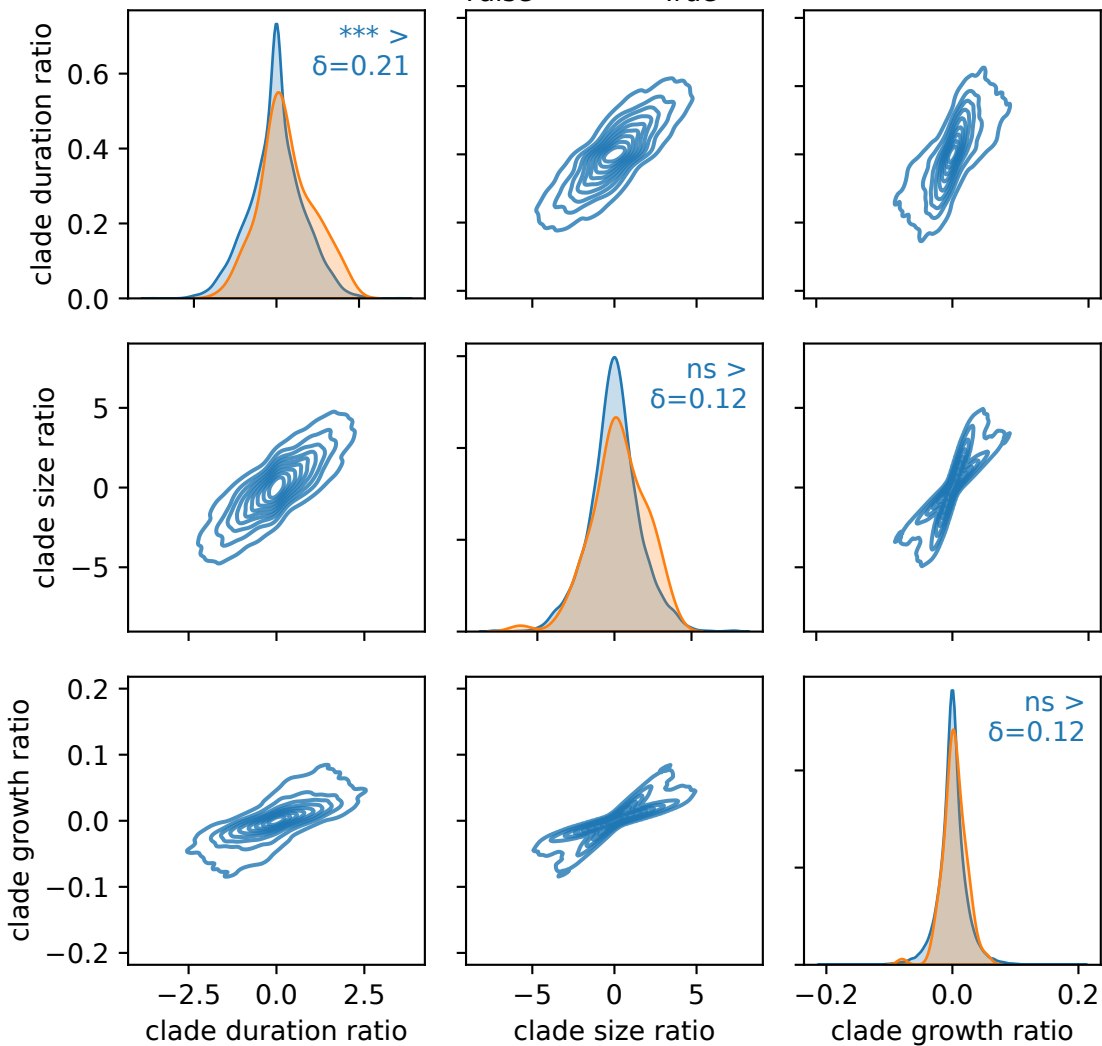 clade duration ratio
0.6
0.4
0.2
0.0
*** >
δ=0.21
clade size ratio
5
0
−5
ns >
δ=0.12
clade growth ratio
0.2
0.1
0.0
−0.1
−0.2
ns >
δ=0.12
−2.5 0.0 2.5
−5 0 5
−0.2 0.0 0.2
clade duration ratio
clade size ratio
clade growth ratio